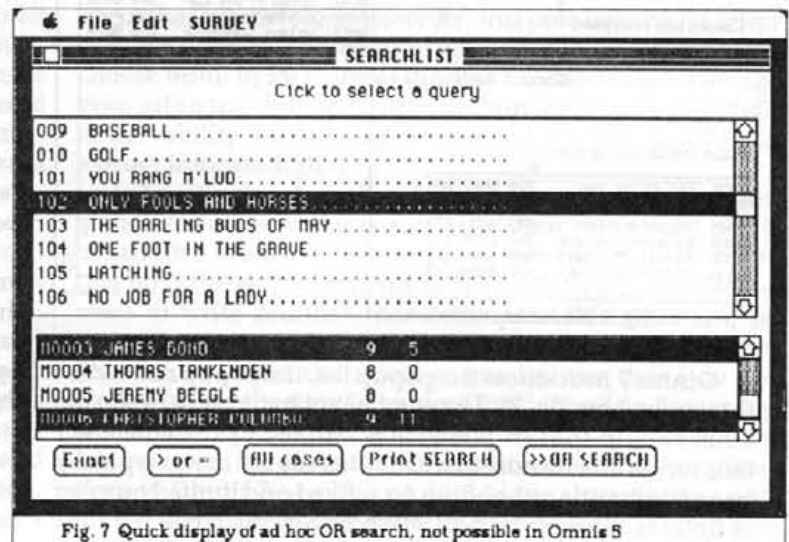 File Edit SURVEY
SEARCHLIST
Cick to select a query
009 BASEBALL...................................
010 GOLF.......................................
101 YOU RANG M'LUD.............................
102 ONLY FOOLS AND HORSES......................
103 THE DARLING BUDS OF MAY....................
104 ONE FOOT IN THE GRAVE......................
105 WATCHING...................................
106 NO JOB FOR A LADY..........................
M0003 JAMES BOND 9 5
M0004 THOMAS TANKENDEN 8 0
M0005 JEREMY BEEGLE 8 0
M0006 CHRISTOPHER COLUMBUS 9 11
Exact > or = All cases Print SEARCH >>OR SEARCH
Fig. 7 Quick display of ad hoc OR search, not possible in Omnis 5